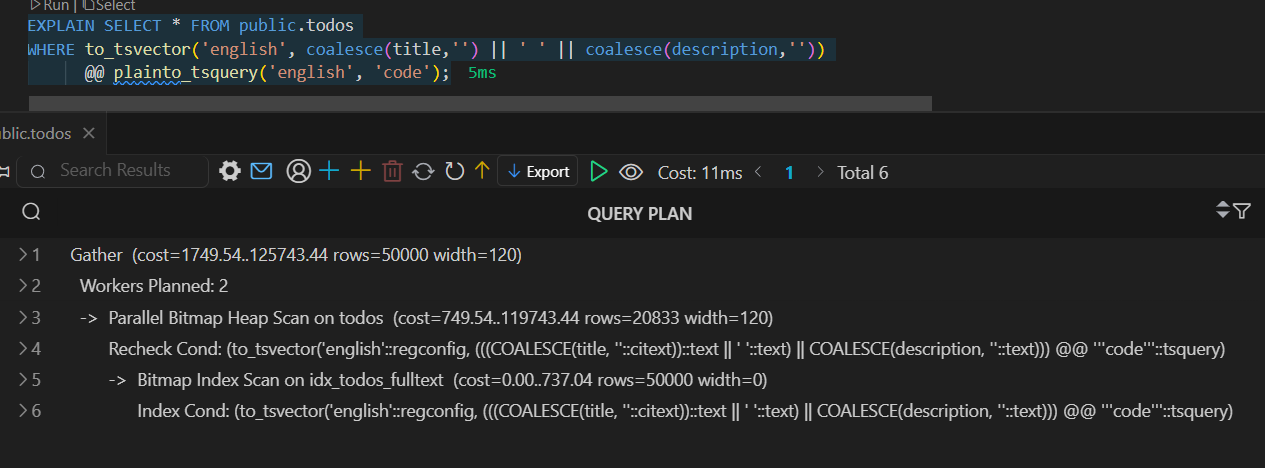 Run | Select
EXPLAIN SELECT * FROM public.todos
WHERE to_tsvector('english', coalesce(title,'') || ' ' || coalesce(description,''))
@@ plainto_tsquery('english', 'code'); 5ms
blic.todos
Search Results Export Cost: 11ms 1 Total 6
QUERY PLAN
1 Gather (cost=1749.54..125743.44 rows=50000 width=120)
2 Workers Planned: 2
3 -> Parallel Bitmap Heap Scan on todos (cost=749.54..119743.44 rows=20833 width=120)
4 Recheck Cond: (to_tsvector('english'::regconfig, (((COALESCE(title, ''::citext))::text || ' '::text) || COALESCE(description, ''::text))) @@ '''code'''::tsquery)
5 -> Bitmap Index Scan on idx_todos_fulltext (cost=0.00..737.04 rows=50000 width=0)
6 Index Cond: (to_tsvector('english'::regconfig, (((COALESCE(title, ''::citext))::text || ' '::text) || COALESCE(description, ''::text))) @@ '''code'''::tsquery)